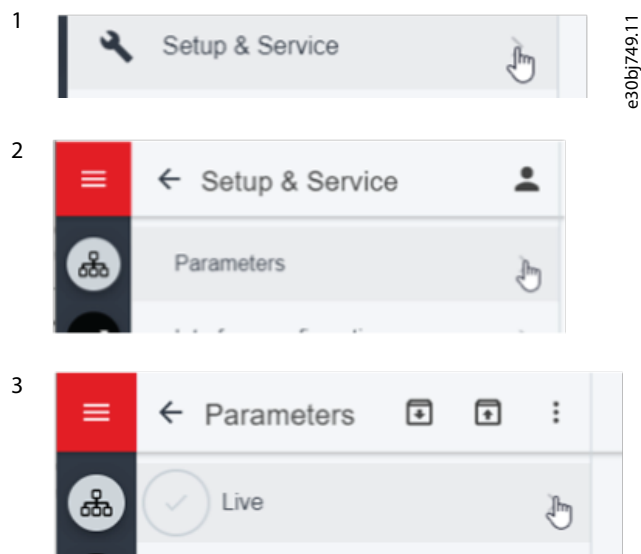 1
Setup & Service
e30bj749.11
2
Setup & Service
Parameters
3
Parameters
Live